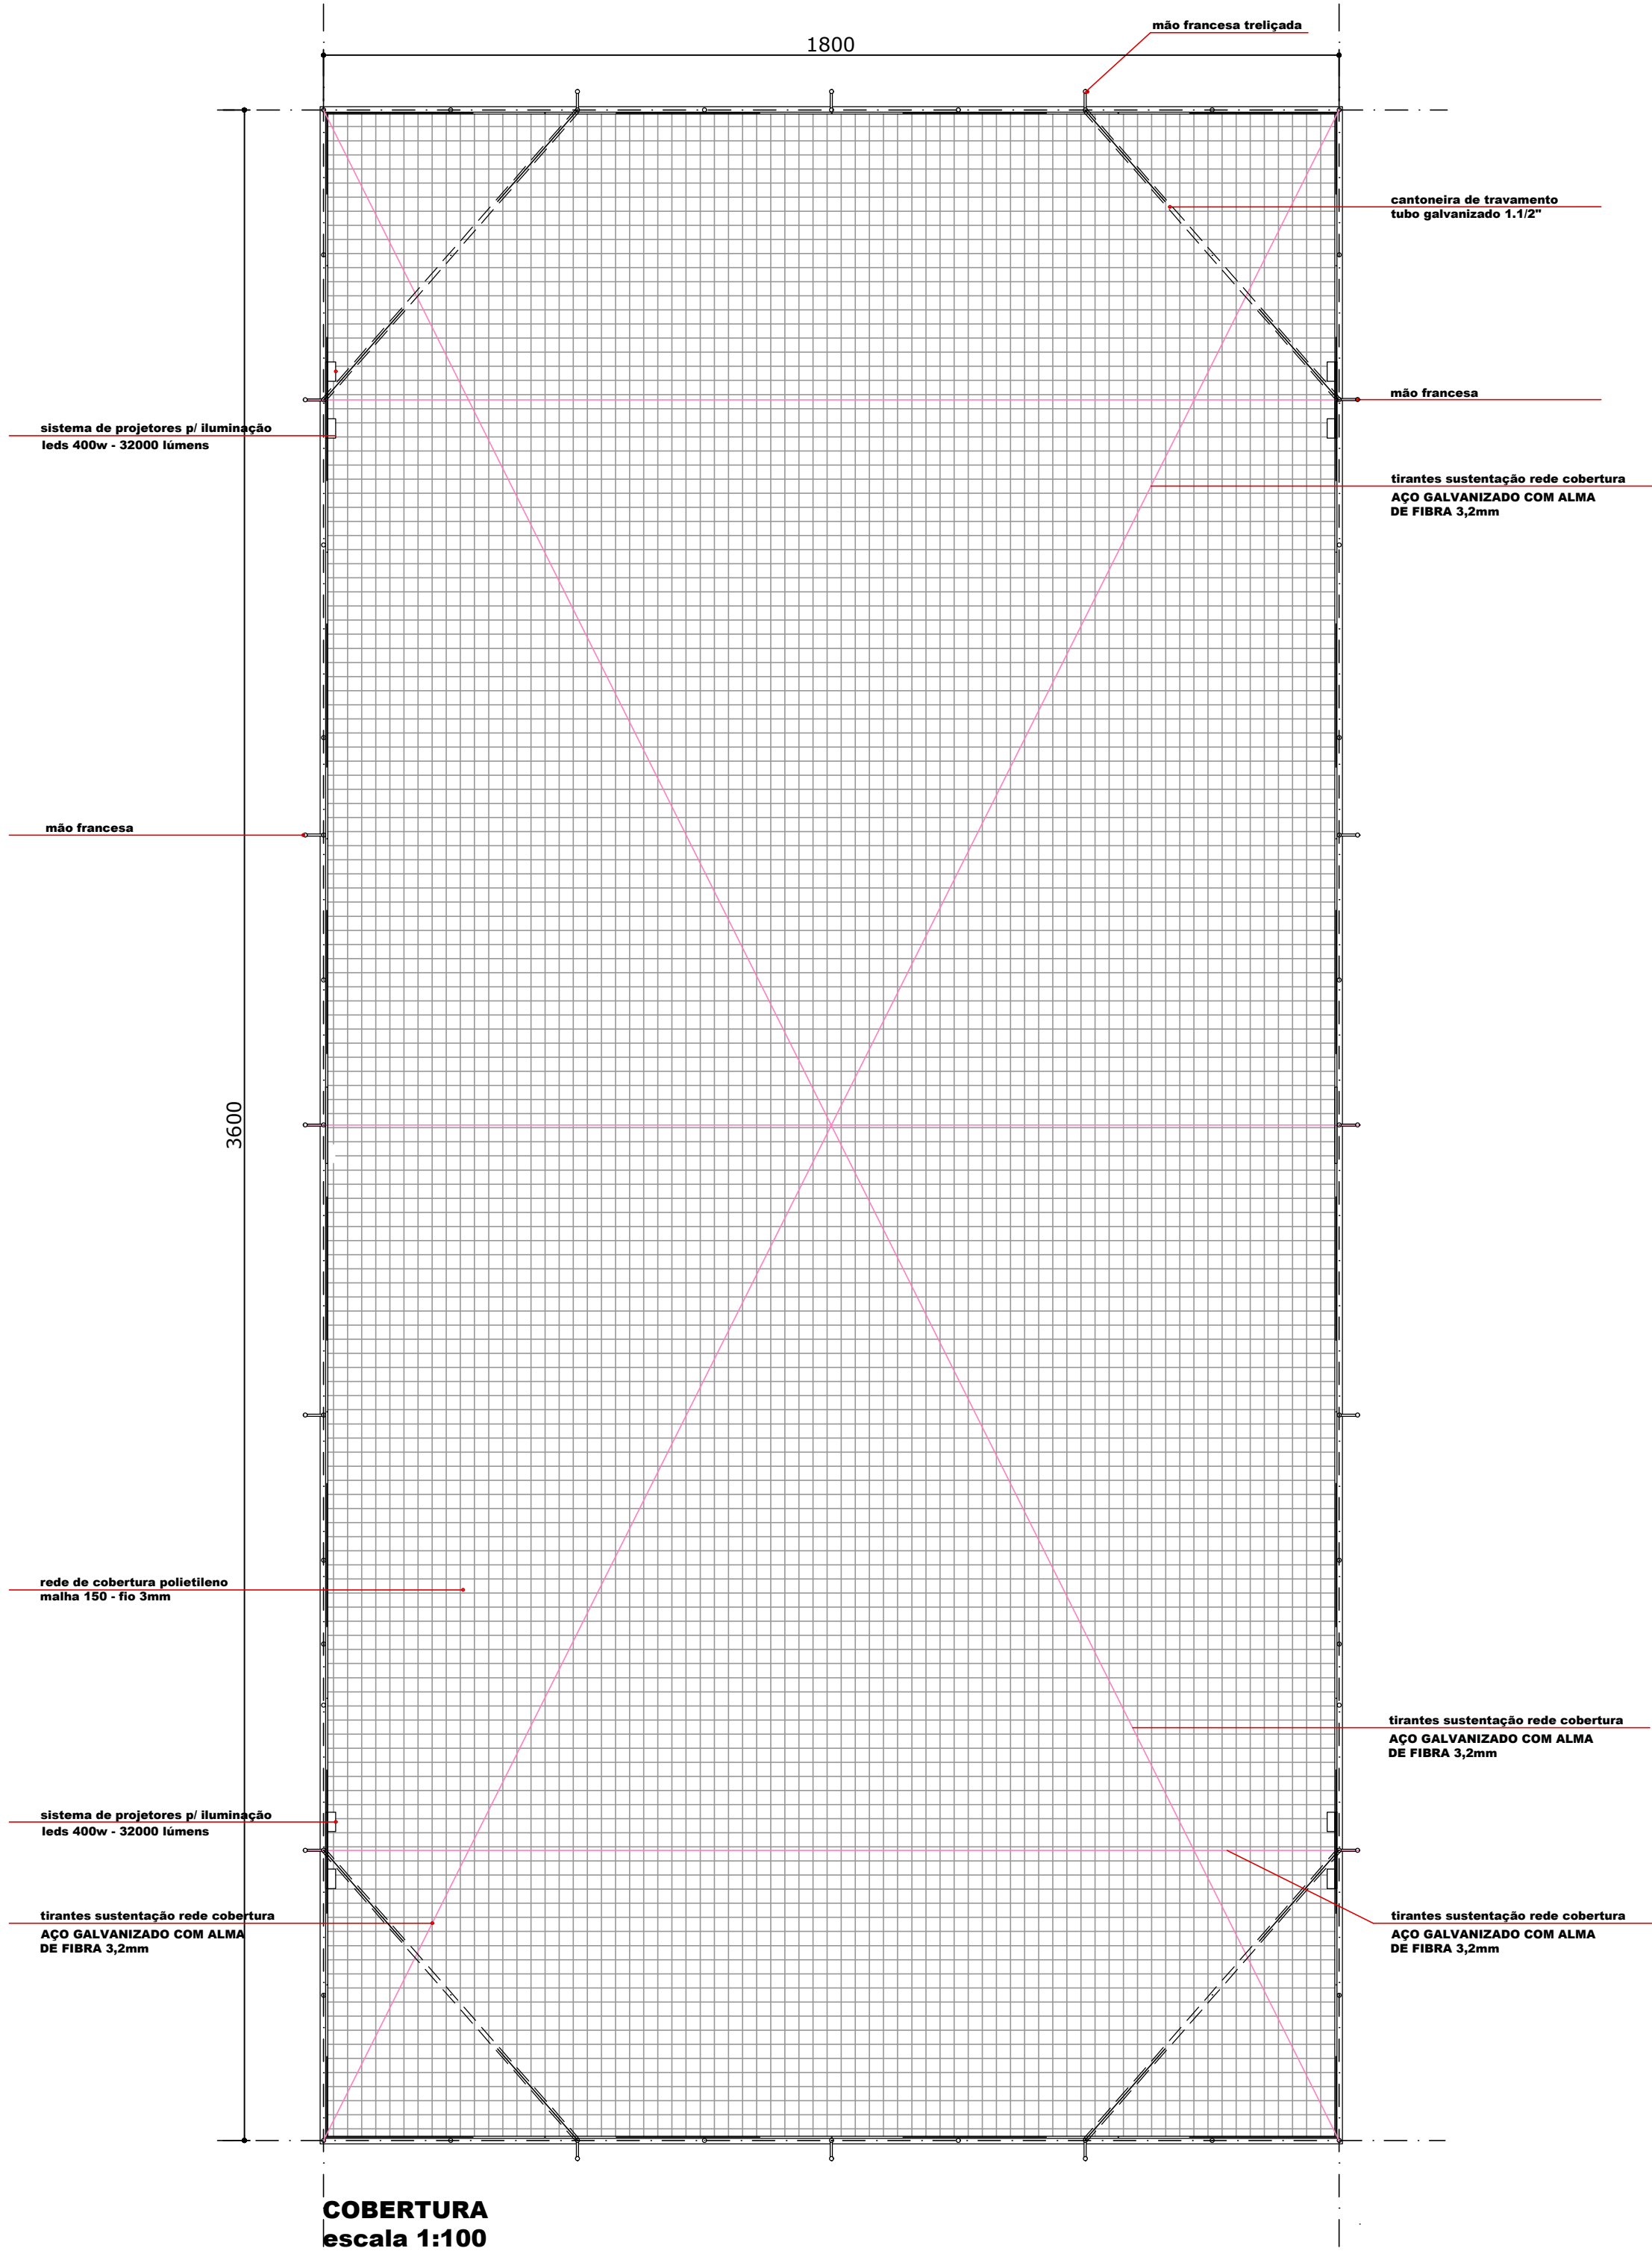 mão francesa treliçada
1800
cantoneira de travamento
tubo galvanizado 1.1/2"
mão francesa
sistema de projetores p/ iluminação
leds 400w - 32000 lúmens
tirantes sustentação rede cobertura
AÇO GALVANIZADO COM ALMA
DE FIBRA 3,2mm
mão francesa
3600
rede de cobertura polietileno
malha 150 - fio 3mm
tirantes sustentação rede cobertura
AÇO GALVANIZADO COM ALMA
DE FIBRA 3,2mm
sistema de projetores p/ iluminação
leds 400w - 32000 lúmens
tirantes sustentação rede cobertura
AÇO GALVANIZADO COM ALMA
DE FIBRA 3,2mm
tirantes sustentação rede cobertura
AÇO GALVANIZADO COM ALMA
DE FIBRA 3,2mm
COBERTURA
escala 1:100